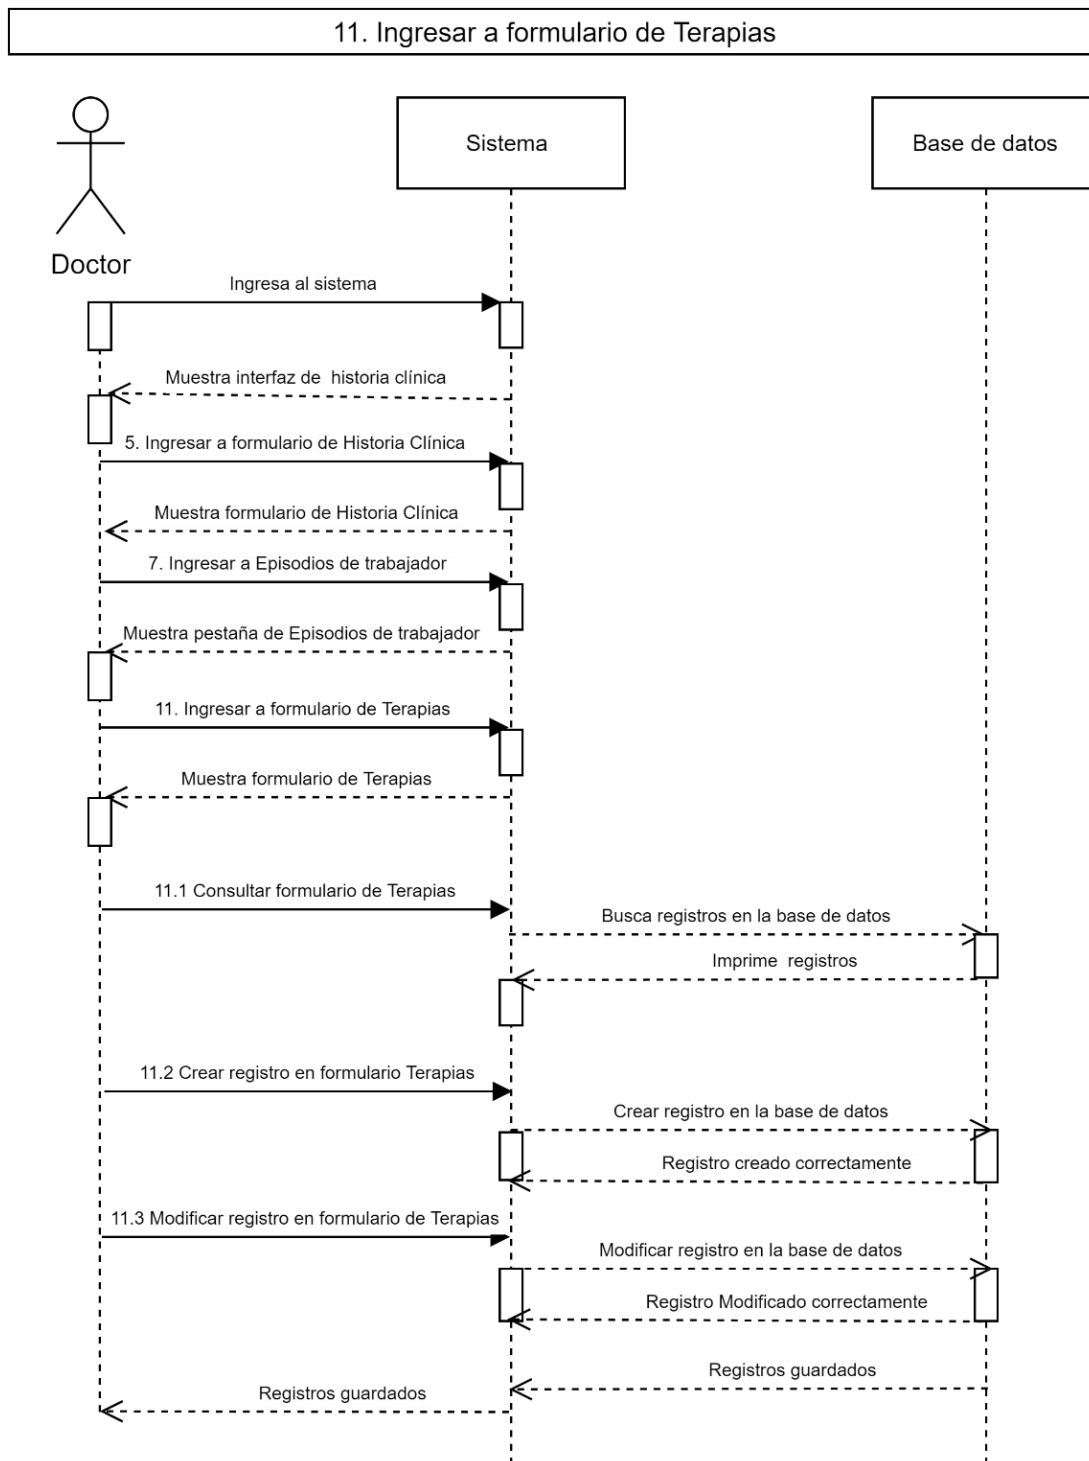 11. Ingresar a formulario de Terapias
Sistema
Base de datos
Doctor
Ingresa al sistema
Muestra interfaz de historia clínica
5. Ingresar a formulario de Historia Clínica
Muestra formulario de Historia Clínica
7. Ingresar a Episodios de trabajador
Muestra pestaña de Episodios de trabajador
11. Ingresar a formulario de Terapias
Muestra formulario de Terapias
11.1 Consultar formulario de Terapias
Busca registros en la base de datos
Imprime registros
11.2 Crear registro en formulario Terapias
Crear registro en la base de datos
Registro creado correctamente
11.3 Modificar registro en formulario de Terapias
Modificar registro en la base de datos
Registro Modificado correctamente
Registros guardados
Registros guardados